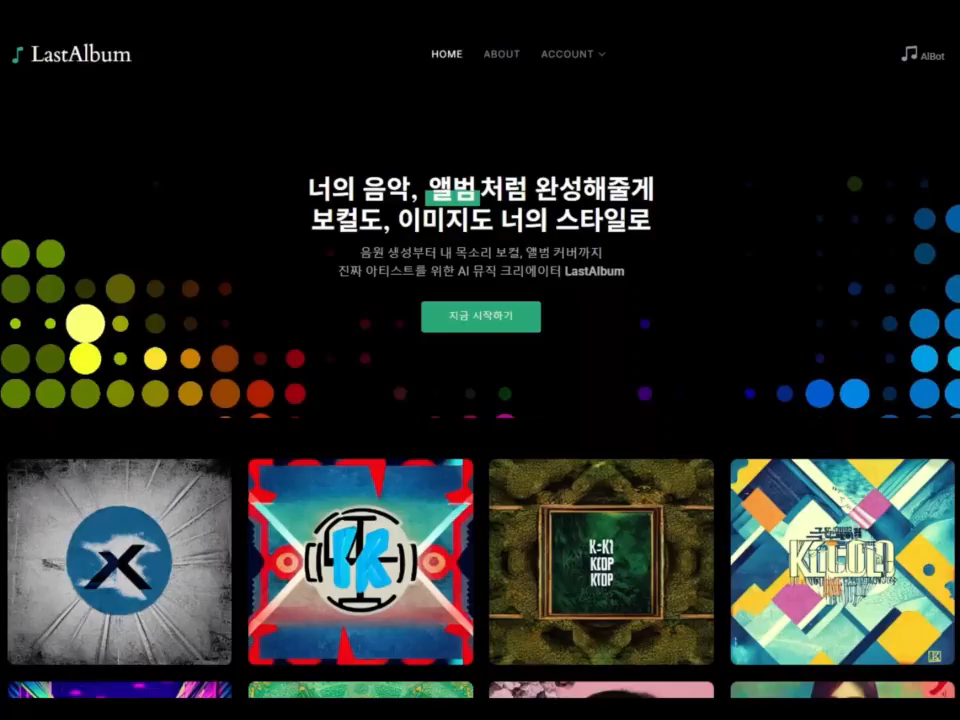 LastAlbum
HOME ABOUT ACCOUNT
AIBot
너의 음악, 앨범처럼 완성해줄게
보컬도, 이미지도 너의 스타일로
음원 생성부터 내 목소리 보컬, 앨범 커버까지
진짜 아티스트를 위한 AI 뮤직 크리에이터 LastAlbum
지금 시작하기
X